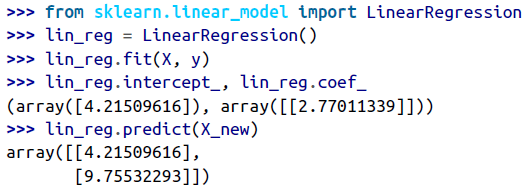 >>> from sklearn.linear_model import LinearRegression
>>> lin_reg = LinearRegression()
>>> lin_reg.fit(X, y)
>>> lin_reg.intercept_, lin_reg.coef_
(array([4.21509616]), array([[2.77011339]]))
>>> lin_reg.predict(X_new)
array([[4.21509616],
       [9.75532293]])